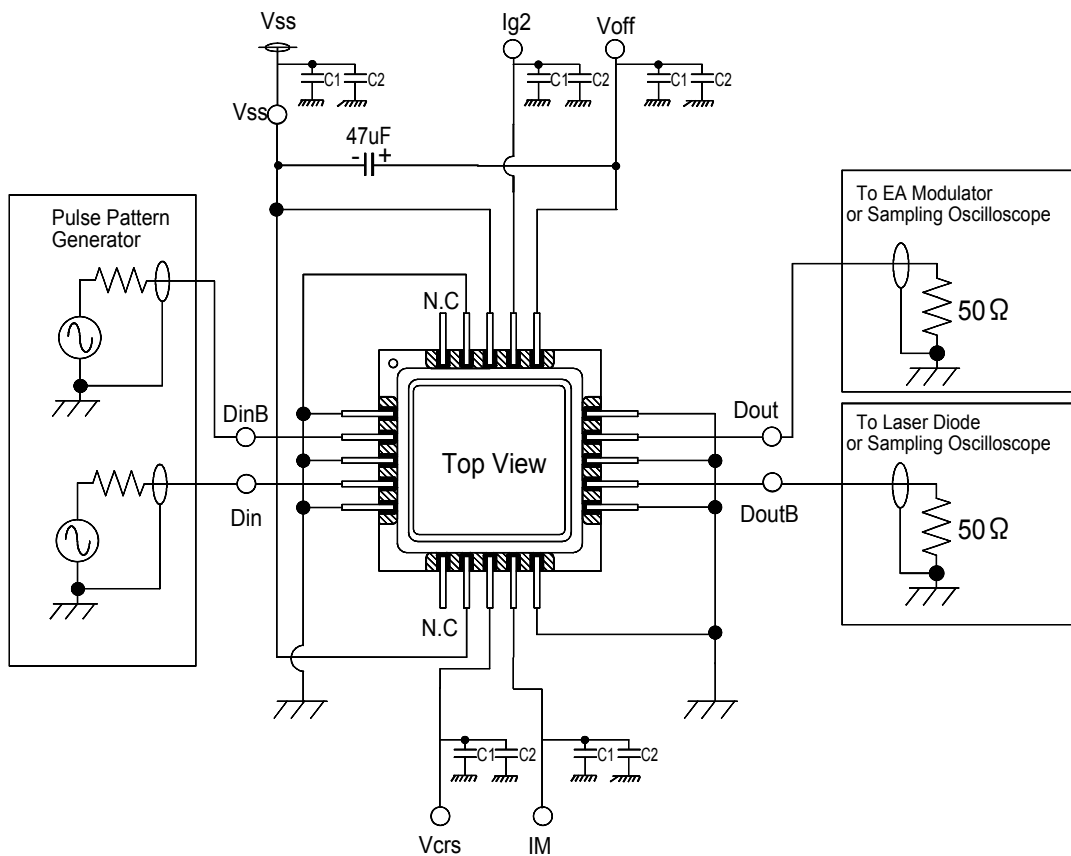 Vss
Ig2
Voff
C1
C2
C1
C2
C1
C2
Vss
47uF
- +
Pulse Pattern
Generator
To EA Modulator
or Sampling Oscilloscope
N.C
50Ω
DinB
Dout
To Laser Diode
or Sampling Oscilloscope
Top View
Din
DoutB
50Ω
N.C
C1
C2
C1
C2
Vcrs
IM